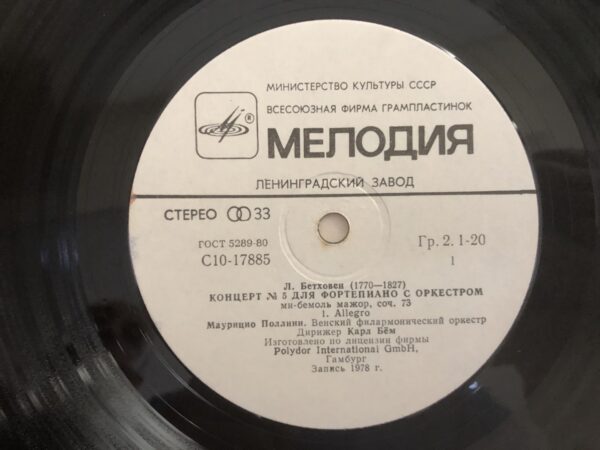 МИНИСТЕРСТВО КУЛЬТУРЫ СССР
ВСЕСОЮЗНАЯ ФИРМА ГРАМПЛАСТИНОК
®
МЕЛОДИЯ
ЛЕНИНГРАДСКИЙ ЗАВОД
СТЕРЕО 33
ГОСТ 5289-80
Гр. 2. 1-20
С10-17885
1
Л. Бетховен (1770—1827)
КОНЦЕРТ № 5 ДЛЯ ФОРТЕПИАНО С ОРКЕСТРОМ
ми-бемоль мажор, соч. 73
1. Allegro
Маурицио Поллини. Венский филармонический оркестр
Дирижер Карл Бём
Изготовлено по лицензии фирмы
Polydor International GmbH,
Гамбург
Запись 1978 г.